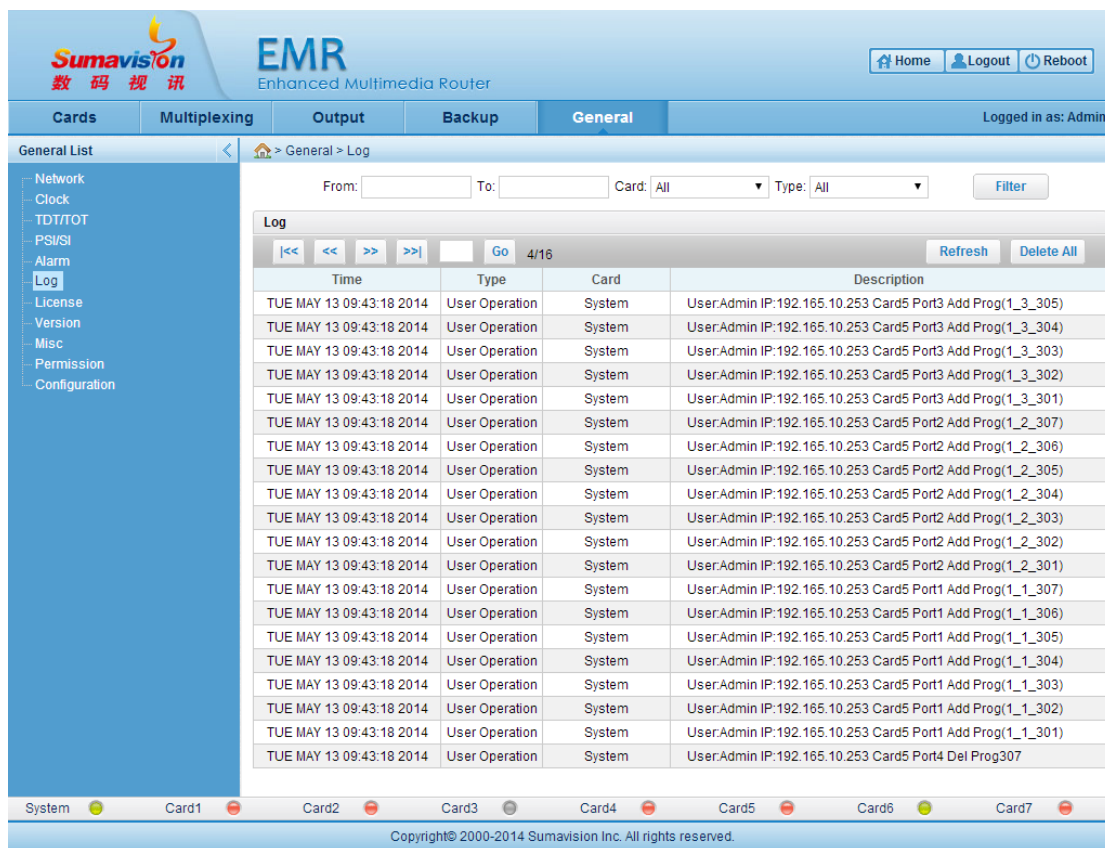 Sumavision
数码视讯
EMR
Enhanced Multimedia Router
Home Logout Reboot
Cards Multiplexing Output Backup General Logged in as: Admin
General List > General > Log
Network
Clock
TDT/TOT
PSI/SI
Alarm
Log
License
Version
Misc
Permission
Configuration
From: To: Card: All Type: All Filter
Log
|<< << >> >>| Go 4/16 Refresh Delete All
Time Type Card Description
TUE MAY 13 09:43:18 2014 User Operation System User:Admin IP:192.165.10.253 Card5 Port3 Add Prog(1_3_305)
TUE MAY 13 09:43:18 2014 User Operation System User:Admin IP:192.165.10.253 Card5 Port3 Add Prog(1_3_304)
TUE MAY 13 09:43:18 2014 User Operation System User:Admin IP:192.165.10.253 Card5 Port3 Add Prog(1_3_303)
TUE MAY 13 09:43:18 2014 User Operation System User:Admin IP:192.165.10.253 Card5 Port3 Add Prog(1_3_302)
TUE MAY 13 09:43:18 2014 User Operation System User:Admin IP:192.165.10.253 Card5 Port3 Add Prog(1_3_301)
TUE MAY 13 09:43:18 2014 User Operation System User:Admin IP:192.165.10.253 Card5 Port2 Add Prog(1_2_307)
TUE MAY 13 09:43:18 2014 User Operation System User:Admin IP:192.165.10.253 Card5 Port2 Add Prog(1_2_306)
TUE MAY 13 09:43:18 2014 User Operation System User:Admin IP:192.165.10.253 Card5 Port2 Add Prog(1_2_305)
TUE MAY 13 09:43:18 2014 User Operation System User:Admin IP:192.165.10.253 Card5 Port2 Add Prog(1_2_304)
TUE MAY 13 09:43:18 2014 User Operation System User:Admin IP:192.165.10.253 Card5 Port2 Add Prog(1_2_303)
TUE MAY 13 09:43:18 2014 User Operation System User:Admin IP:192.165.10.253 Card5 Port2 Add Prog(1_2_302)
TUE MAY 13 09:43:18 2014 User Operation System User:Admin IP:192.165.10.253 Card5 Port2 Add Prog(1_2_301)
TUE MAY 13 09:43:18 2014 User Operation System User:Admin IP:192.165.10.253 Card5 Port1 Add Prog(1_1_307)
TUE MAY 13 09:43:18 2014 User Operation System User:Admin IP:192.165.10.253 Card5 Port1 Add Prog(1_1_306)
TUE MAY 13 09:43:18 2014 User Operation System User:Admin IP:192.165.10.253 Card5 Port1 Add Prog(1_1_305)
TUE MAY 13 09:43:18 2014 User Operation System User:Admin IP:192.165.10.253 Card5 Port1 Add Prog(1_1_304)
TUE MAY 13 09:43:18 2014 User Operation System User:Admin IP:192.165.10.253 Card5 Port1 Add Prog(1_1_303)
TUE MAY 13 09:43:18 2014 User Operation System User:Admin IP:192.165.10.253 Card5 Port1 Add Prog(1_1_302)
TUE MAY 13 09:43:18 2014 User Operation System User:Admin IP:192.165.10.253 Card5 Port1 Add Prog(1_1_301)
TUE MAY 13 09:43:18 2014 User Operation System User:Admin IP:192.165.10.253 Card5 Port4 Del Prog307
System Card1 Card2 Card3 Card4 Card5 Card6 Card7
Copyright© 2000-2014 Sumavision Inc. All rights reserved.